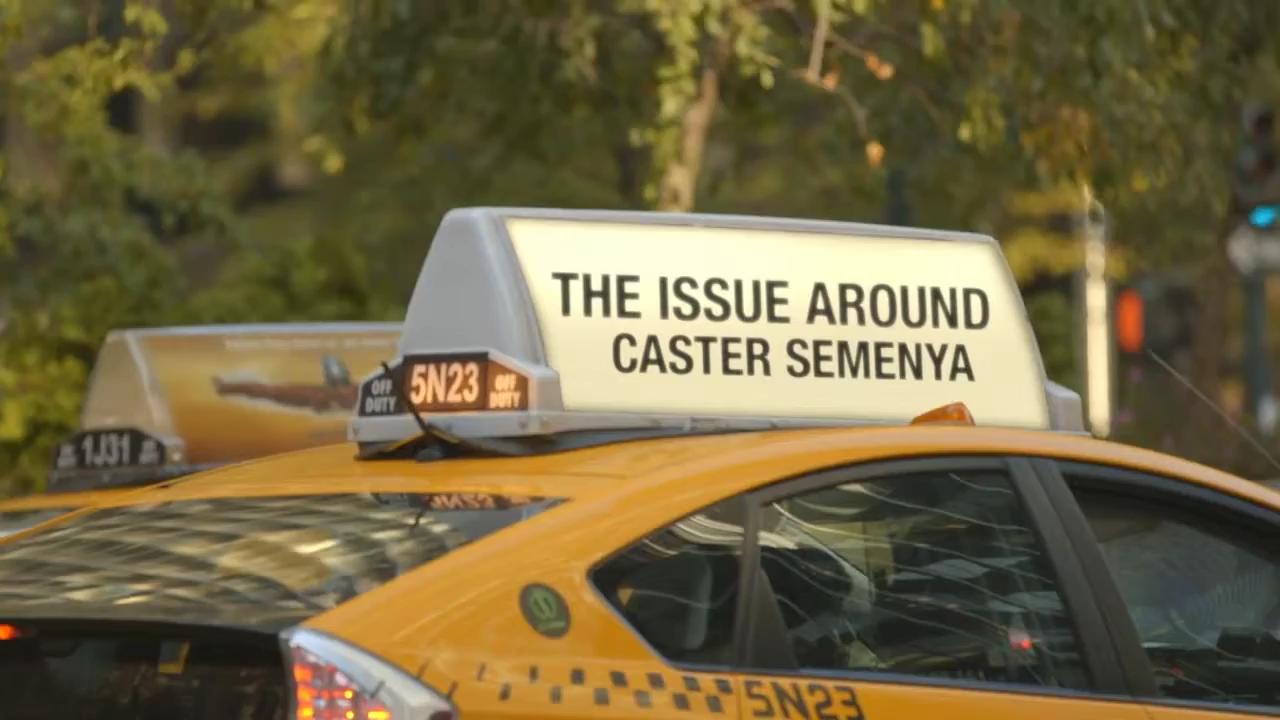 THE ISSUE AROUND
CASTER SEMENYA
OFF
DUTY
5N23
OFF
DUTY
1J31
5N23